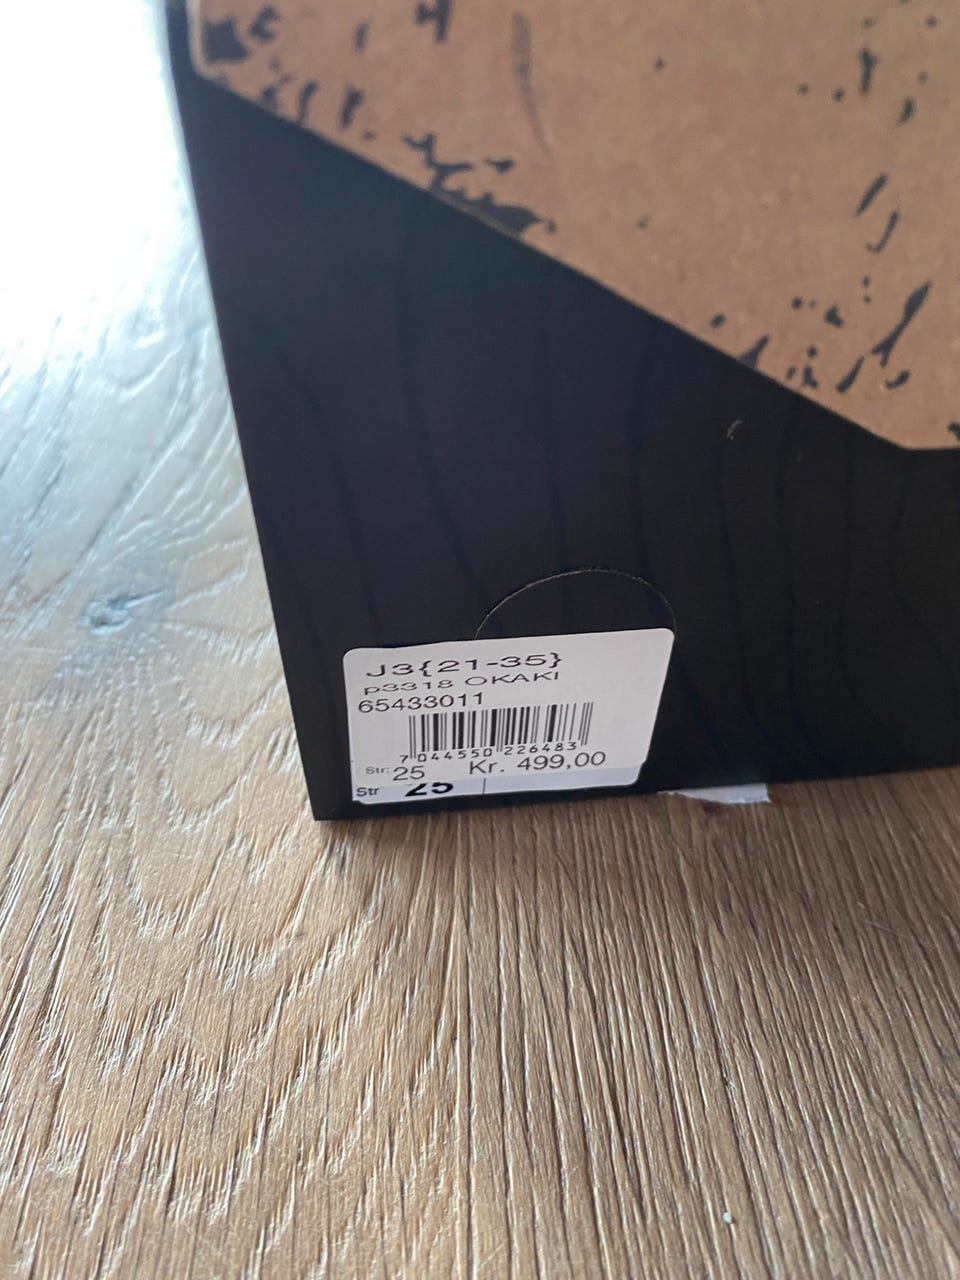 J3{21-35}
p3318 OKAKI
65433011
7 044550 226483
Str: 25 Kr. 499,00
Str 25